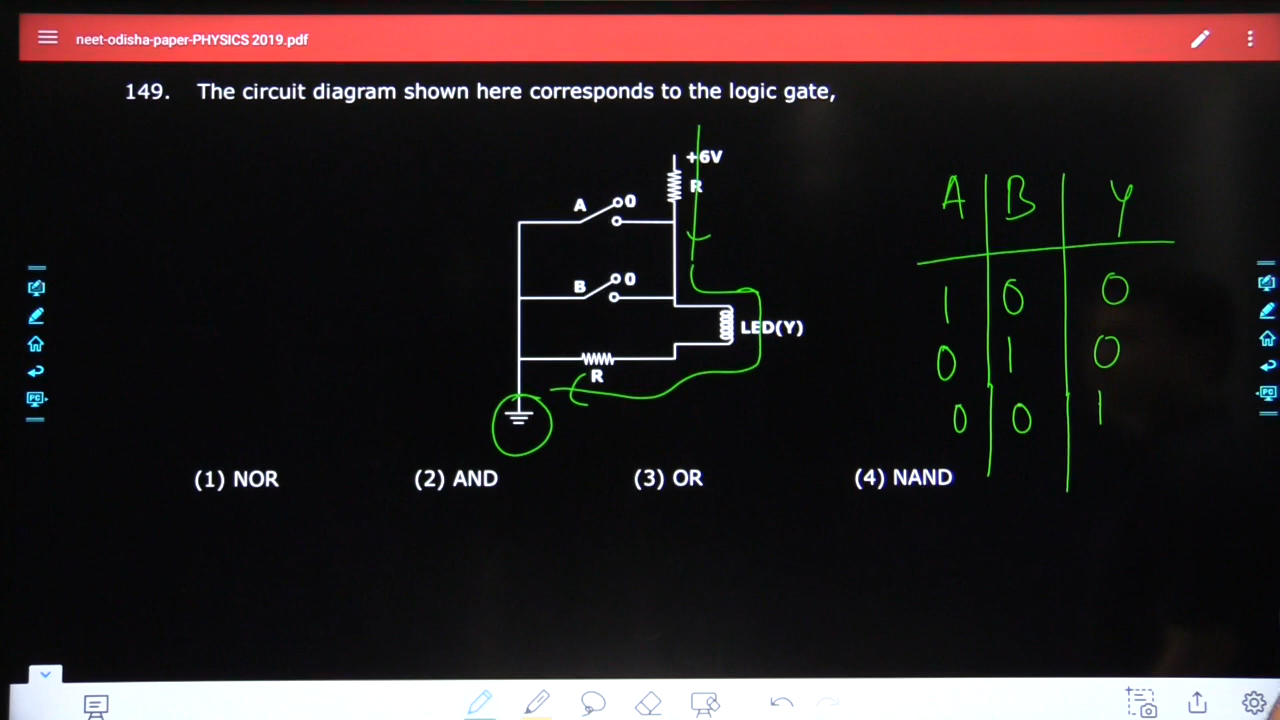 neet-odisha-paper-PHYSICS 2019.pdf
149. The circuit diagram shown here corresponds to the logic gate,
+6V
R
A 0
B 0
LED(Y)
R
A B Y
1 0 0
0 1 0
0 0 1
(1) NOR (2) AND (3) OR (4) NAND
PC
PC